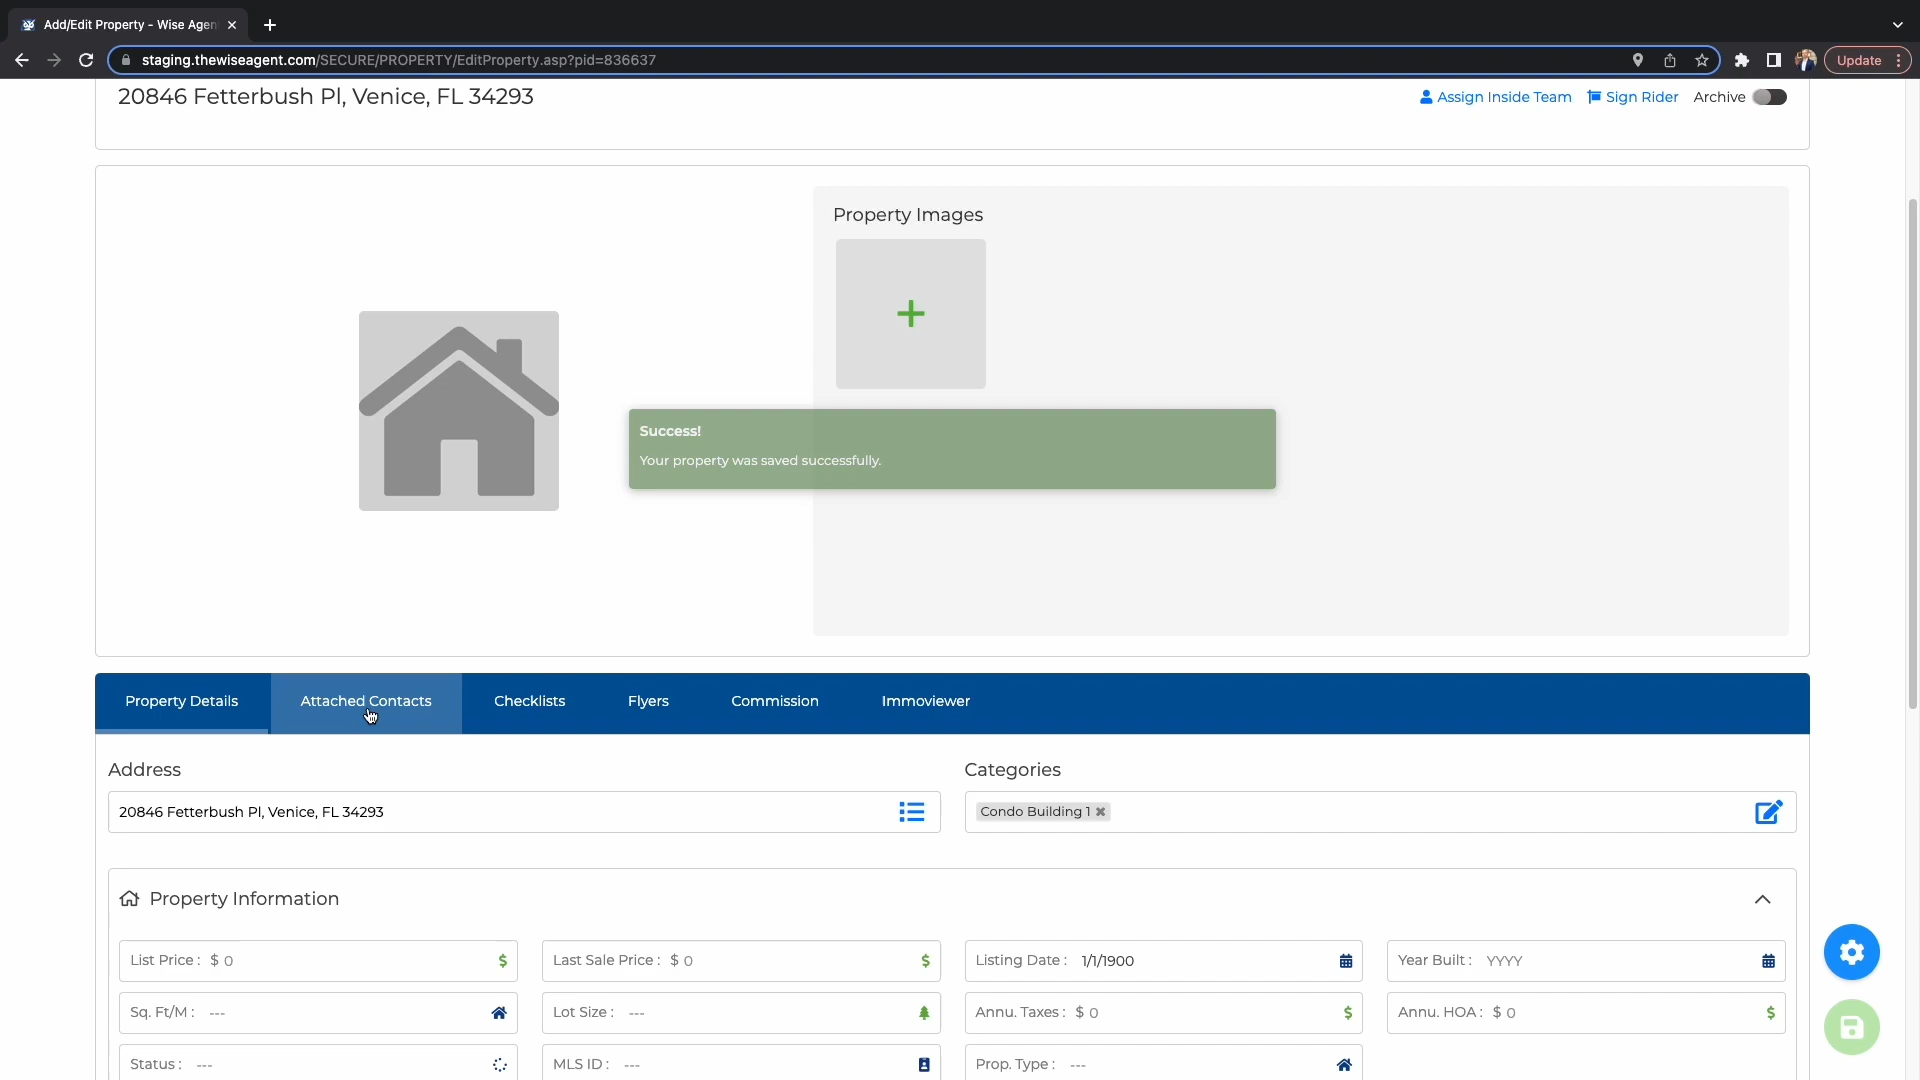 Add/Edit Property - Wise Agen
staging.thewiseagent.com/SECURE/PROPERTY/EditProperty.asp?pid=836637
Update
20846 Fetterbush Pl, Venice, FL 34293
Assign Inside Team
Sign Rider
Archive
Property Images
Success!
Your property was saved successfully.
Property Details
Attached Contacts
Checklists
Flyers
Commission
Immoviewer
Address
Categories
20846 Fetterbush Pl, Venice, FL 34293
Condo Building 1
Property Information
List Price : $ 0
Last Sale Price : $ 0
Listing Date : 1/1/1900
Year Built : YYYY
Sq. Ft/M : ---
Lot Size : ---
Annu. Taxes : $ 0
Annu. HOA : $ 0
Status : ---
MLS ID : ---
Prop. Type : ---